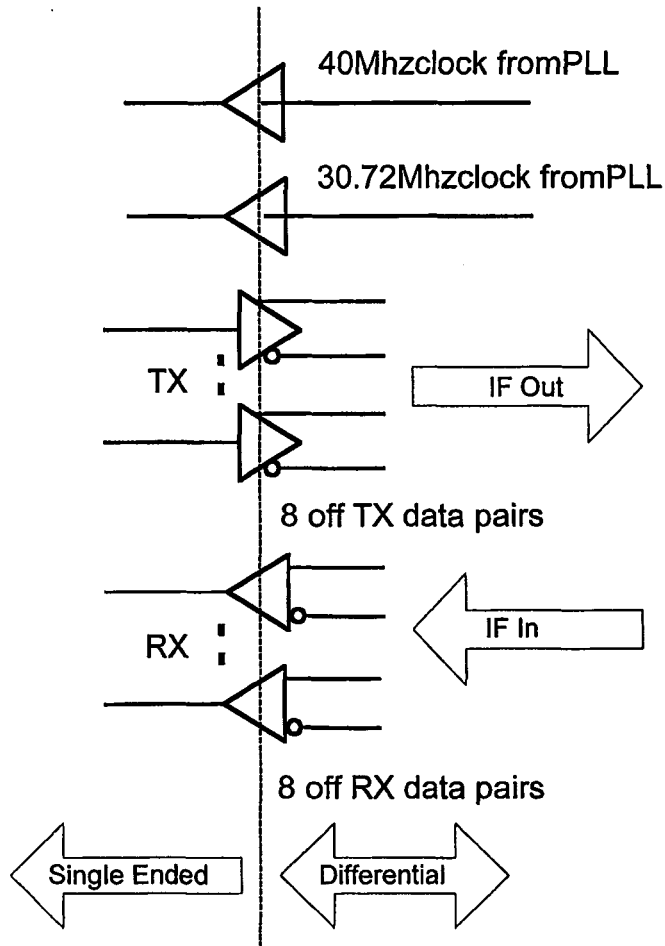 40Mhzclock fromPLL
30.72Mhzclock fromPLL
TX
IF Out
8 off TX data pairs
IF In
RX
8 off RX data pairs
Single Ended
Differential